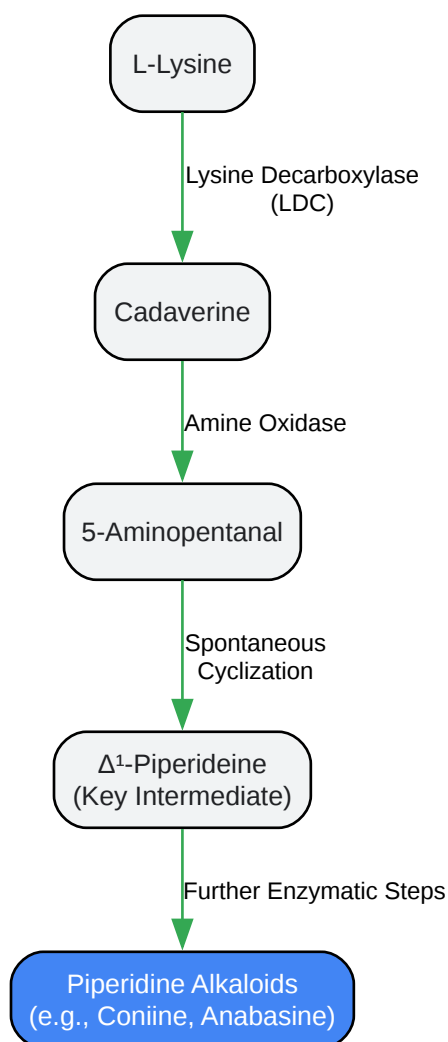 L-Lysine
Lysine Decarboxylase
(LDC)
Cadaverine
Amine Oxidase
5-Aminopentanal
Spontaneous
Cyclization
Δ¹-Piperideine
(Key Intermediate)
Further Enzymatic Steps
Piperidine Alkaloids
(e.g., Coniine, Anabasine)